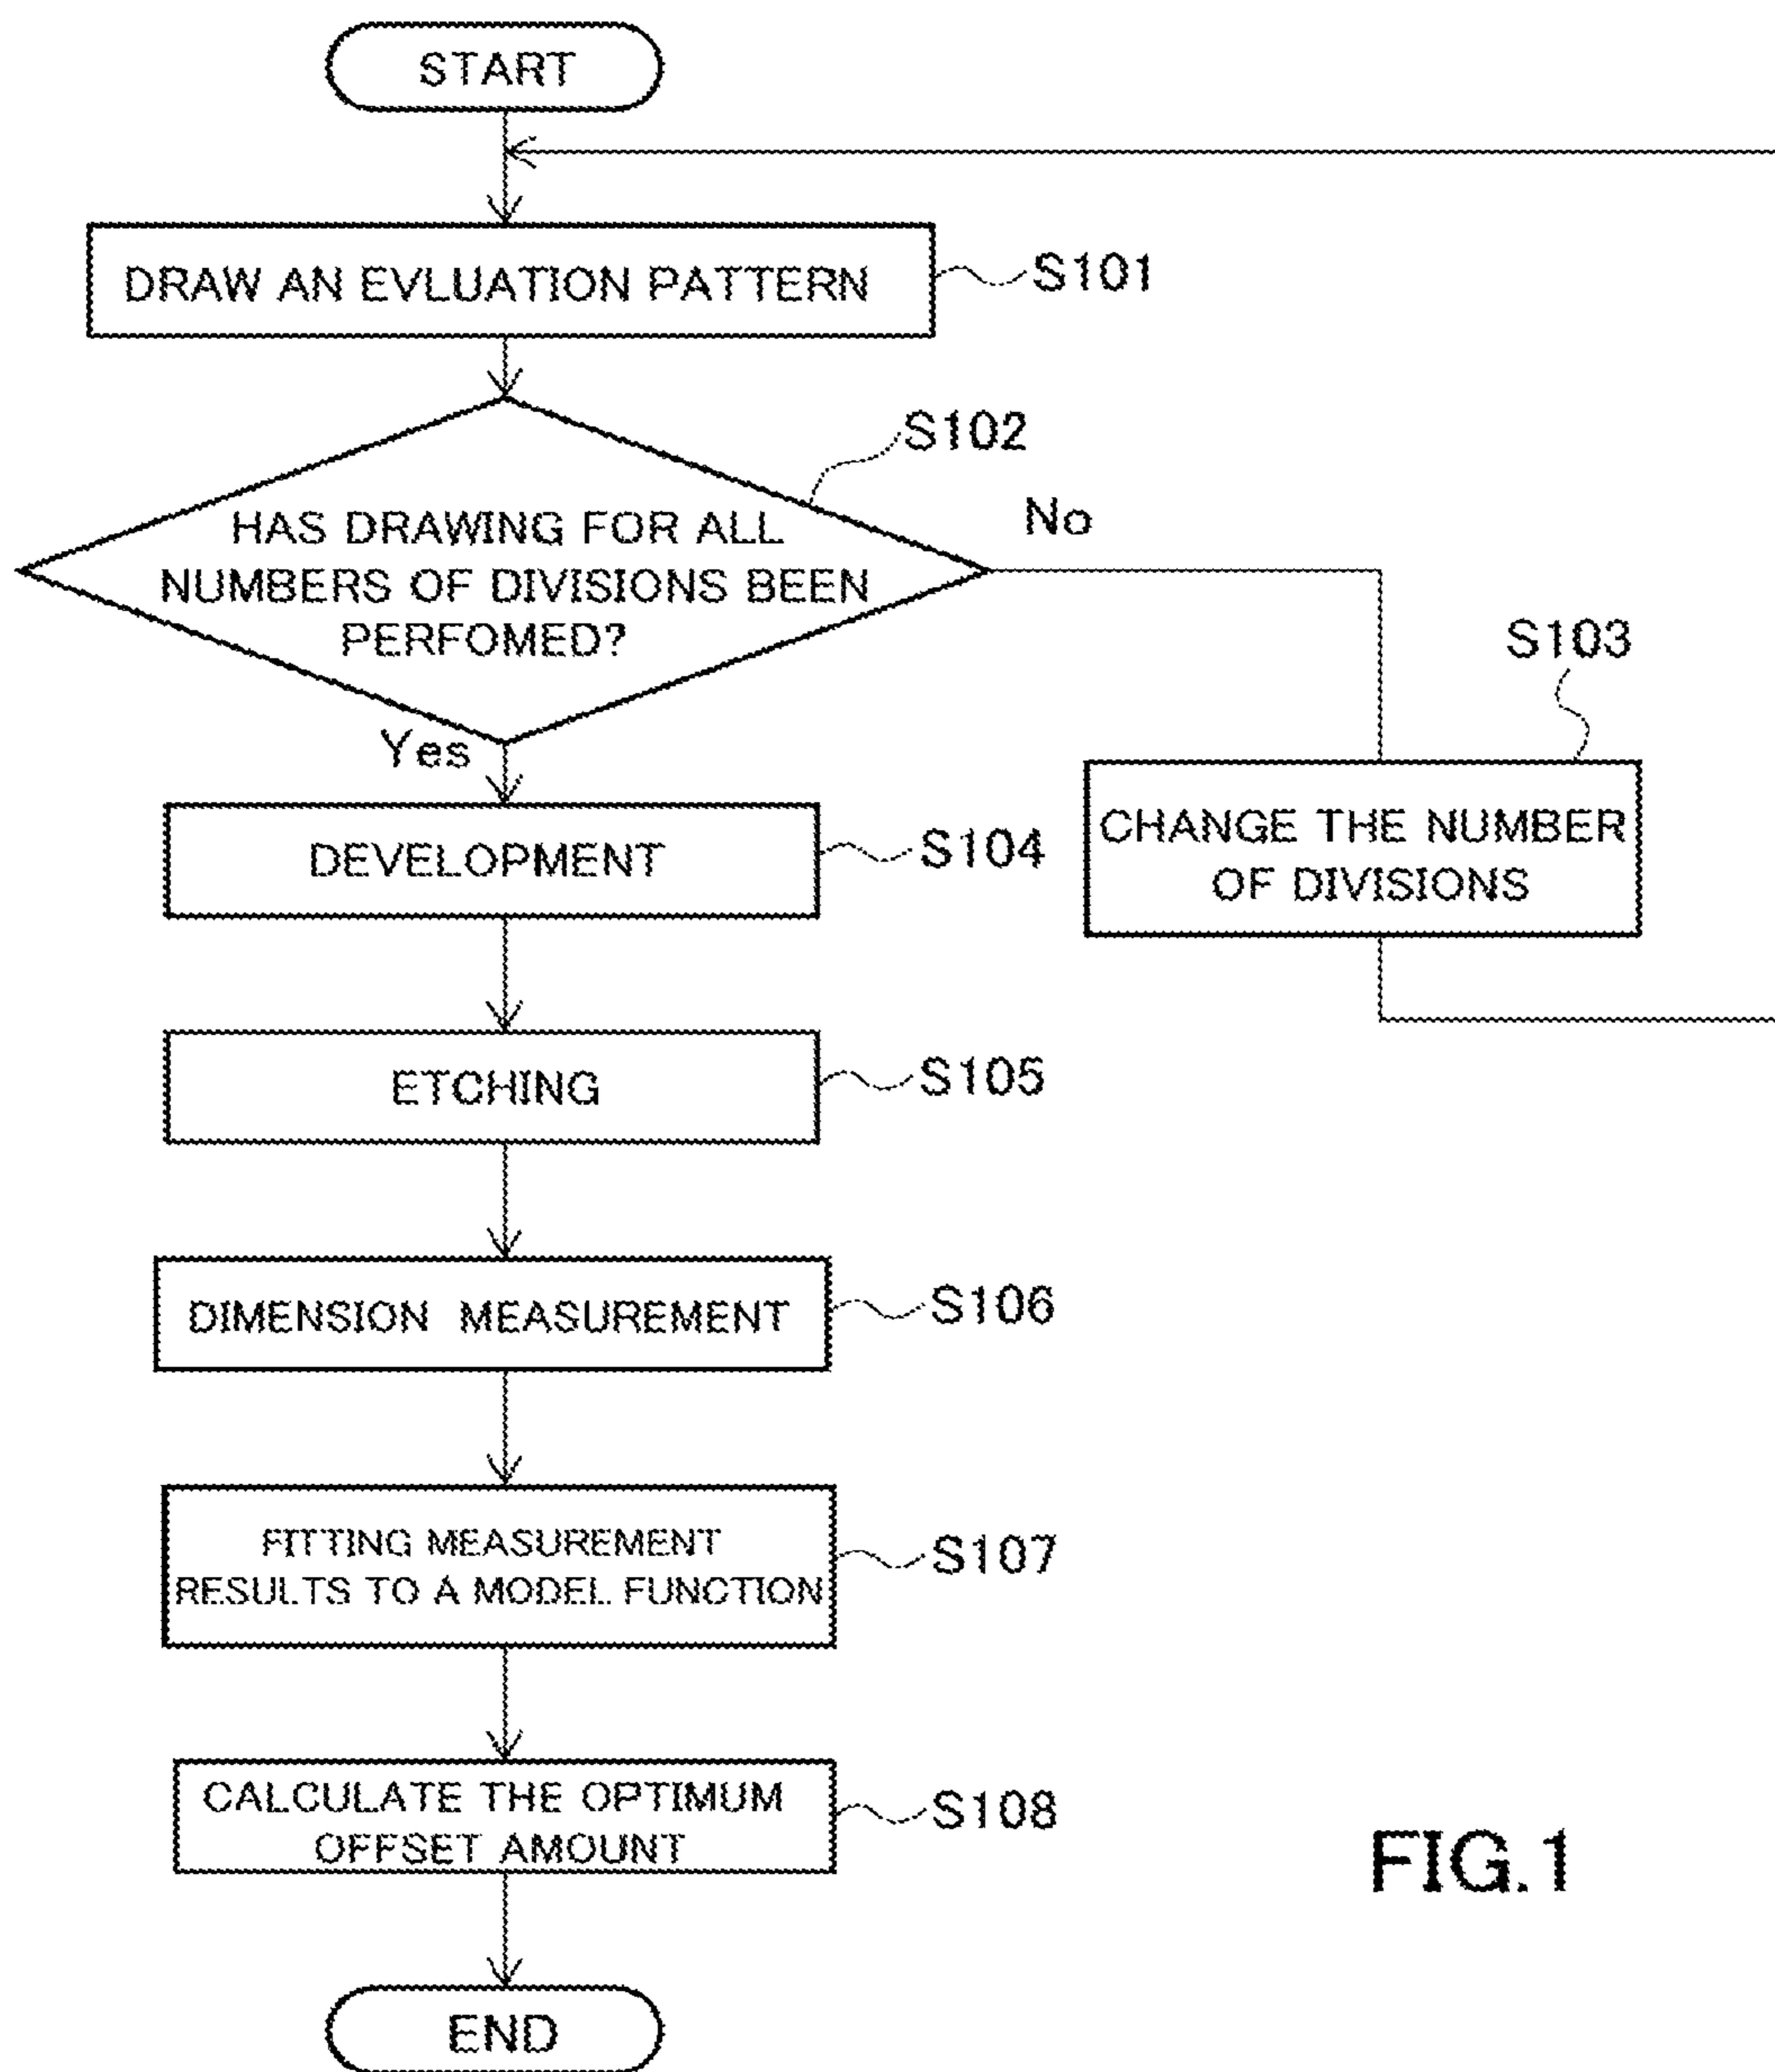 START
DRAW AN EVLUATION PATTERN
S101
S102
HAS DRAWING FOR ALL
NUMBERS OF DIVISIONS BEEN
PERFOMED?
No
Yes
S103
CHANGE THE NUMBER
OF DIVISIONS
DEVELOPMENT
S104
ETCHING
S105
DIMENSION MEASUREMENT
S106
FITTING MEASUREMENT
RESULTS TO A MODEL FUNCTION
S107
CALCULATE THE OPTIMUM
OFFSET AMOUNT
S108
END
FIG.1